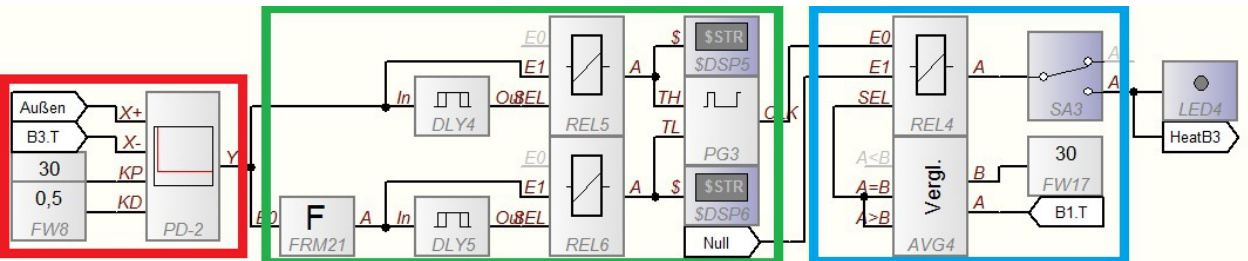 Außen
B3.T
30
0,5
FW8
X+
X-
KP
KD
PD-2
Y
E0
F
FRM21
A
In
DLY4
Out
In
DLY5
Out
E0
E1
SEL
REL5
A
E0
E1
SEL
REL6
A
$
$STR
$DSP5
TH
TL
PG3
CLK
$
$STR
$DSP6
Null
E0
E1
SEL
REL4
A
A<B
A=B
A>B
Vergl.
AVG4
B
A
SA3
A
A
30
FW17
B1.T
LED4
HeatB3